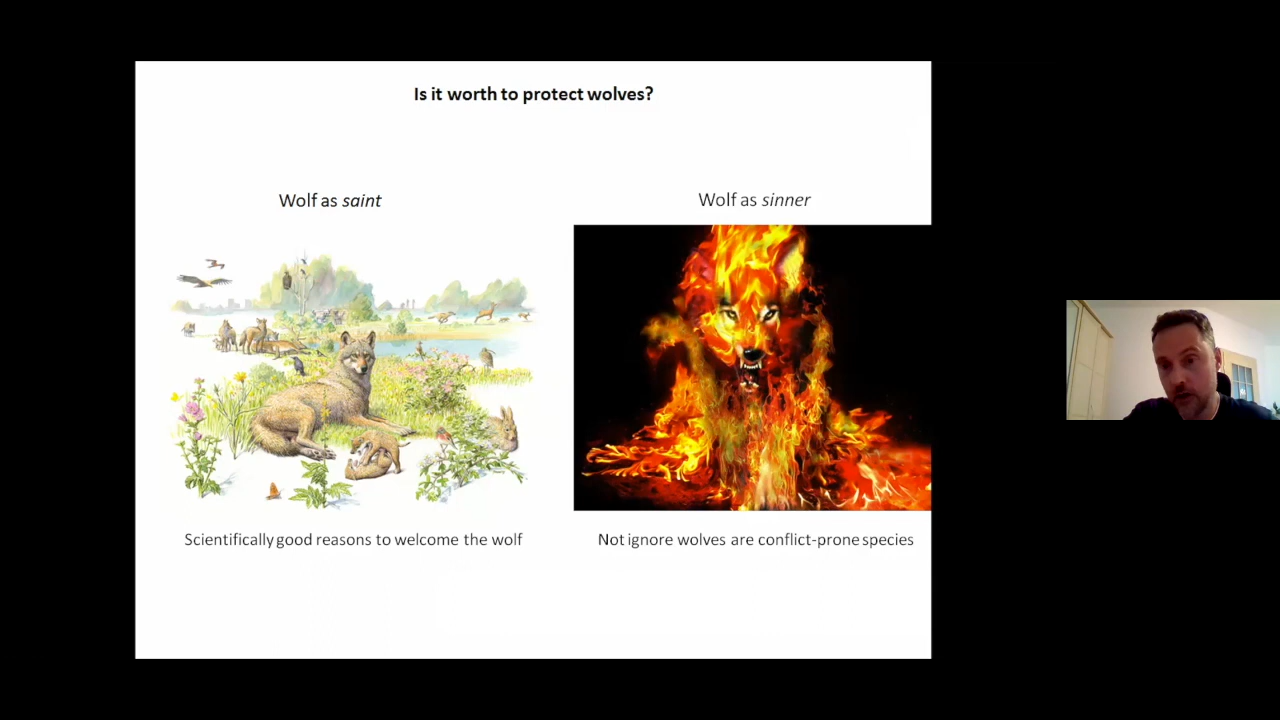 Is it worth to protect wolves?
Wolf as saint
Wolf as sinner
Scientifically good reasons to welcome the wolf
Not ignore wolves are conflict-prone species